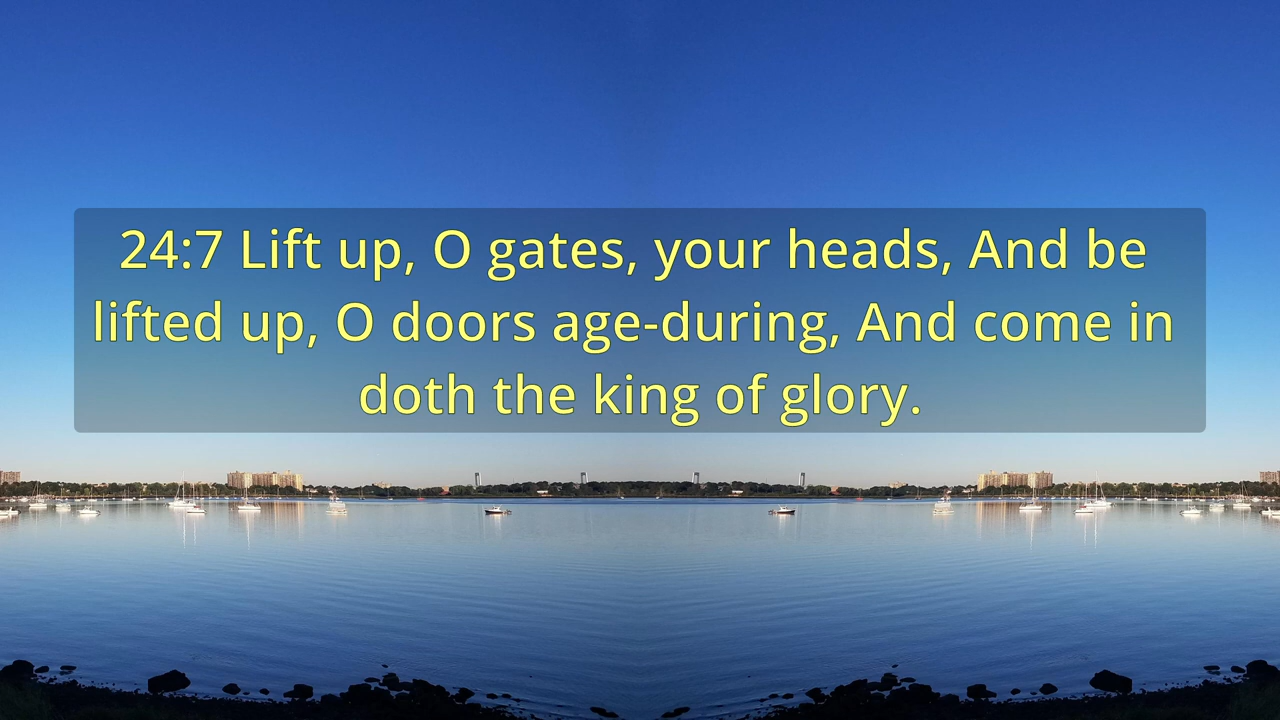 24:7 Lift up, O gates, your heads, And be
lifted up, O doors age-during, And come in
doth the king of glory.